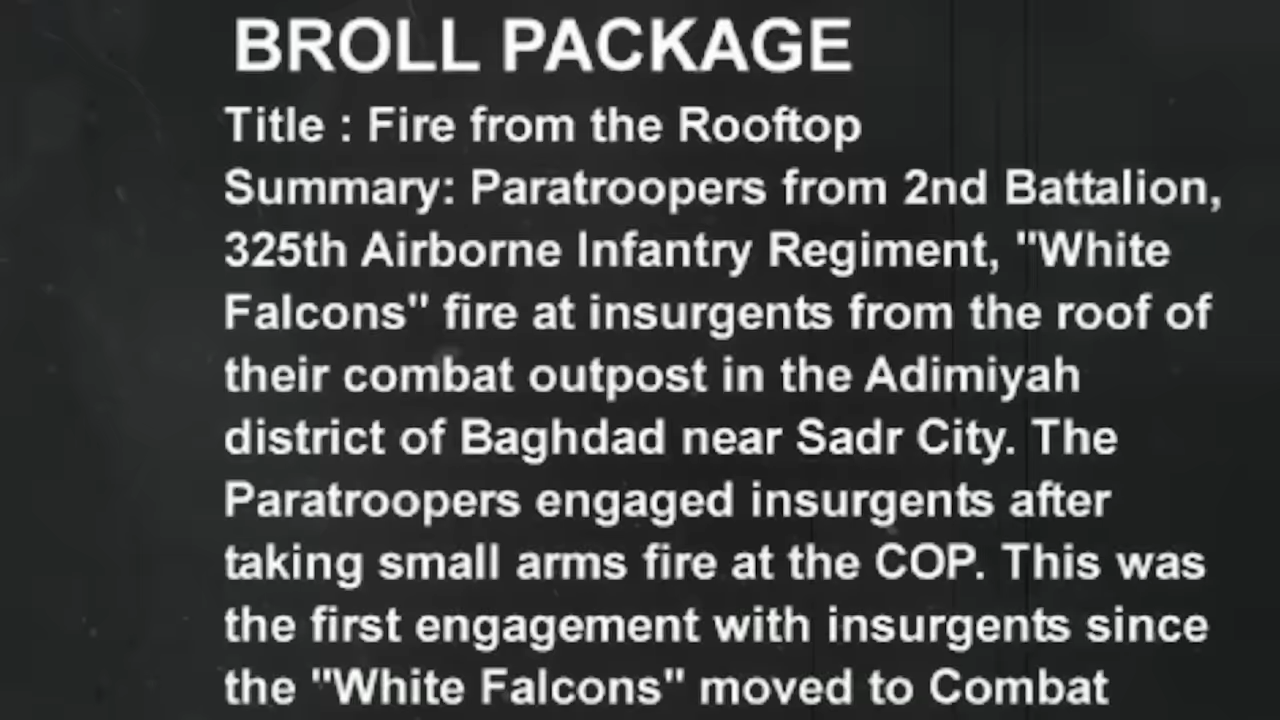 BROLL PACKAGE
Title : Fire from the Rooftop
Summary: Paratroopers from 2nd Battalion,
325th Airborne Infantry Regiment, "White
Falcons" fire at insurgents from the roof of
their combat outpost in the Adimiyah
district of Baghdad near Sadr City. The
Paratroopers engaged insurgents after
taking small arms fire at the COP. This was
the first engagement with insurgents since
the "White Falcons" moved to Combat